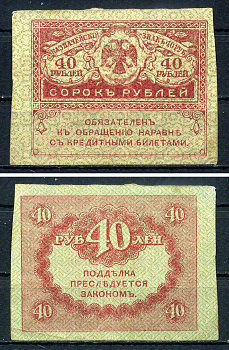 КАЗНАЧЕЙСКІЙ ЗНАКЪ
40 40
РУБЛЕЙ РУБЛЕЙ
СОРОКЪ РУБЛЕЙ
ОБЯЗАТЕЛЕНЪ
КЪ ОБРАЩЕНІЮ НАРАВНѢ
СЪ КРЕДИТНЫМИ БИЛЕТАМИ.
40 40
РУБ 40 ЛЕЙ
ПОДДѢЛКА
ПРЕСЛѢДУЕТСЯ
ЗАКОНОМЪ.
40 40